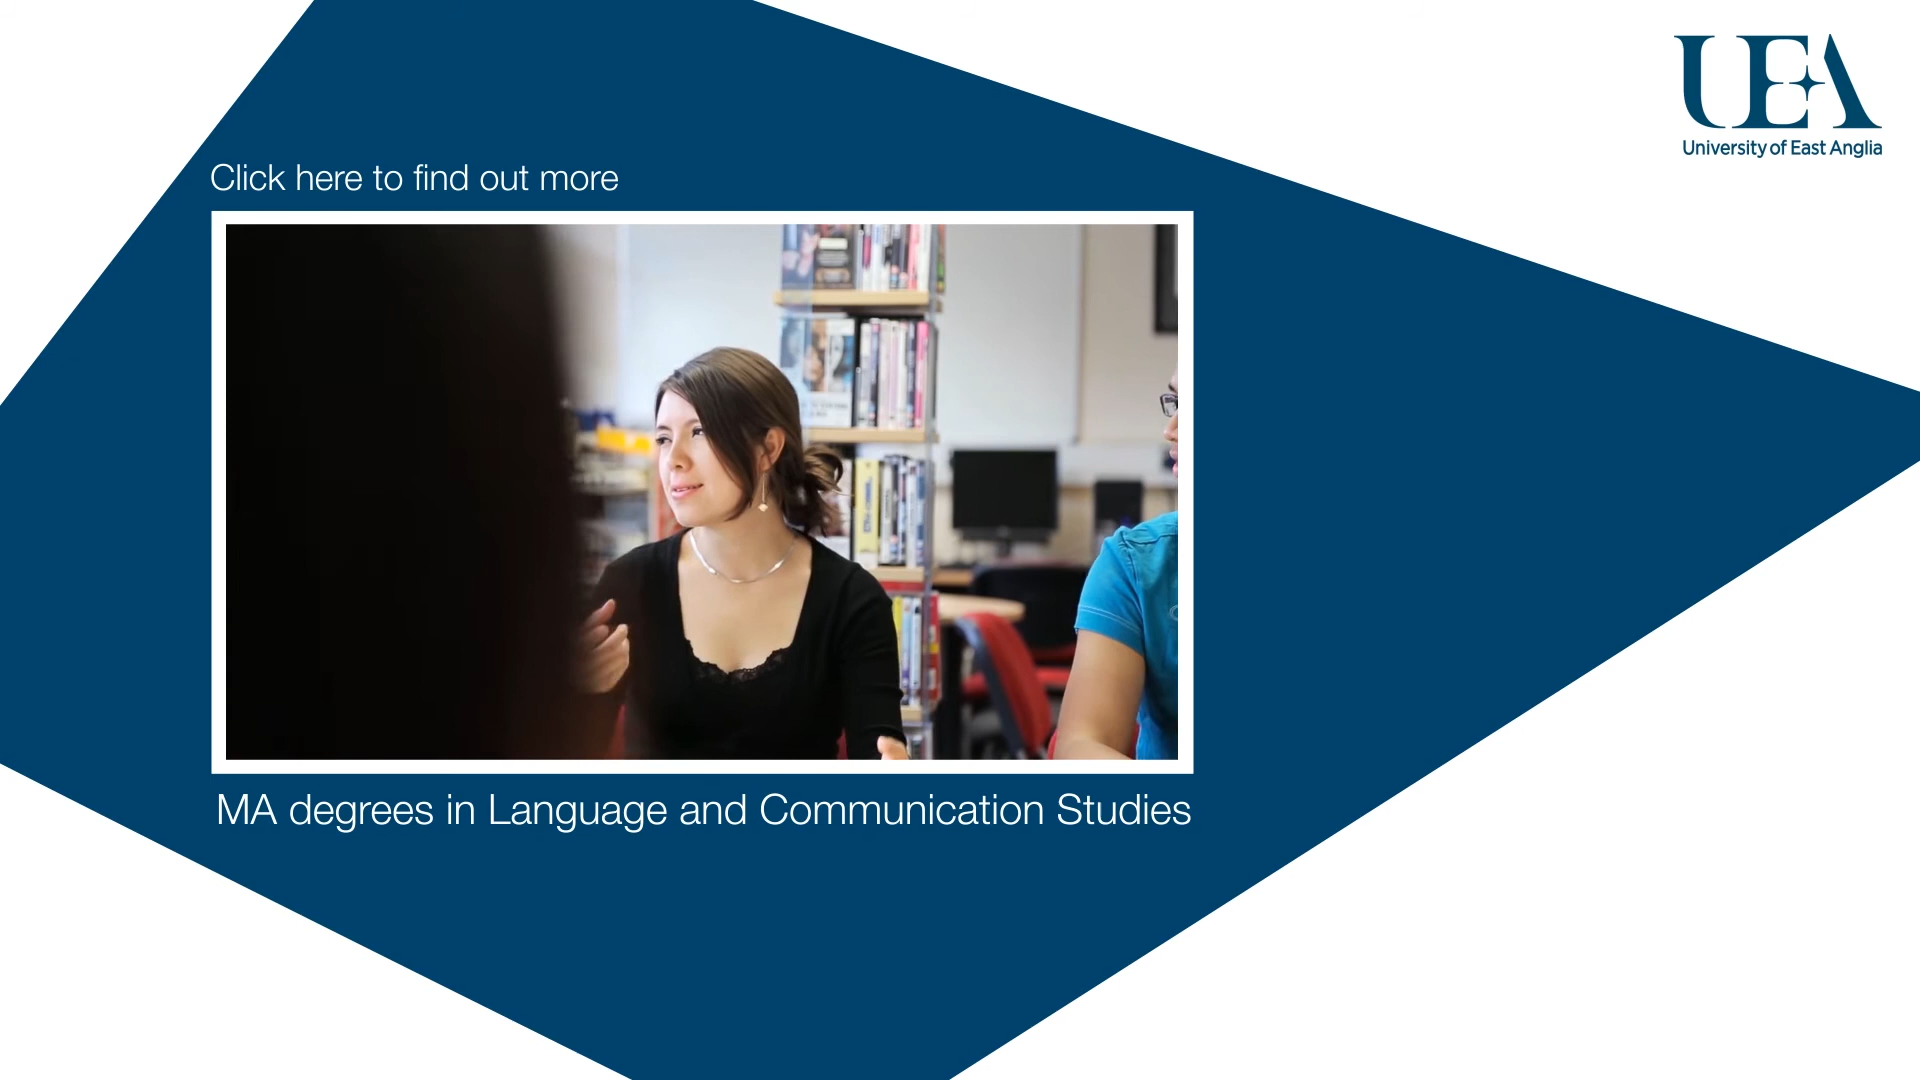 UEA
University of East Anglia
Click here to find out more
MA degrees in Language and Communication Studies